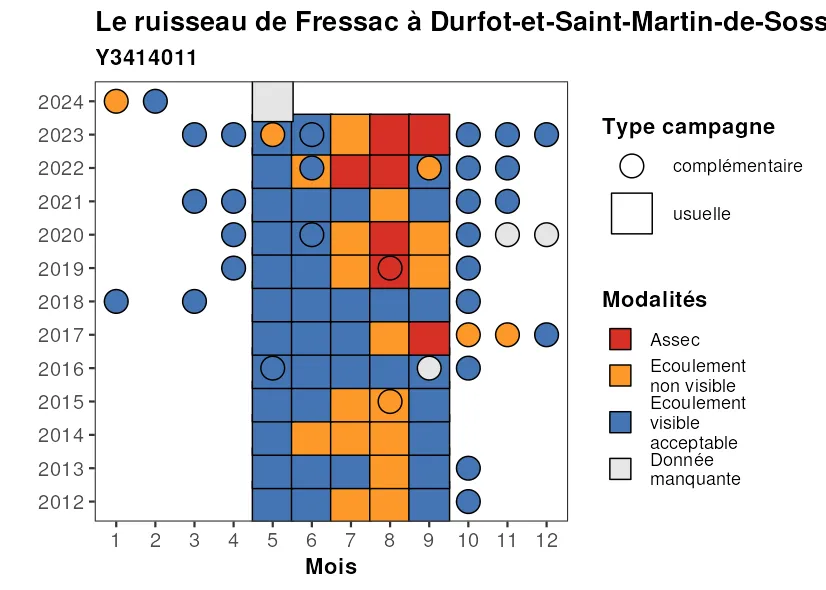 Le ruisseau de Fressac à Durfot-et-Saint-Martin-de-Soss
Y3414011
2024
2023
2022
2021
2020
2019
2018
2017
2016
2015
2014
2013
2012
1 2 3 4 5 6 7 8 9 10 11 12
Mois
Type campagne
complémentaire
usuelle
Modalités
Assec
Ecoulement
non visible
Ecoulement
visible
acceptable
Donnée
manquante